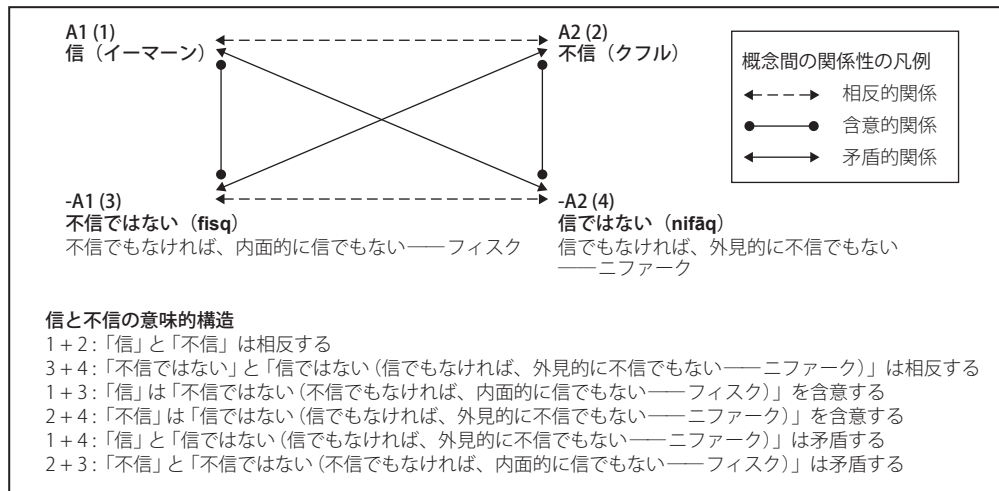 A1 (1)
信（イーマーン）
A2 (2)
不信（クフル）
概念間の関係性の凡例
相反的関係
含意的関係
矛盾的関係
-A1 (3)
不信ではない（fisq）
不信でもなければ、内面的に信でもない――フィスク
-A2 (4)
信ではない（nifāq）
信でもなければ、外見的に不信でもない
――ニファーク
信と不信の意味的構造
1 + 2 :「信」と「不信」は相反する
3 + 4 :「不信ではない」と「信ではない（信でもなければ、外見的に不信でもない――ニファーク）」は相反する
1 + 3 :「信」は「不信ではない（不信でもなければ、内面的に信でもない――フィスク）」を含意する
2 + 4 :「不信」は「信ではない（信でもなければ、外見的に不信でもない――ニファーク）」を含意する
1 + 4 :「信」と「信ではない（信でもなければ、外見的に不信でもない――ニファーク）」は矛盾する
2 + 3 :「不信」と「不信ではない（不信でもなければ、内面的に信でもない――フィスク）」は矛盾する